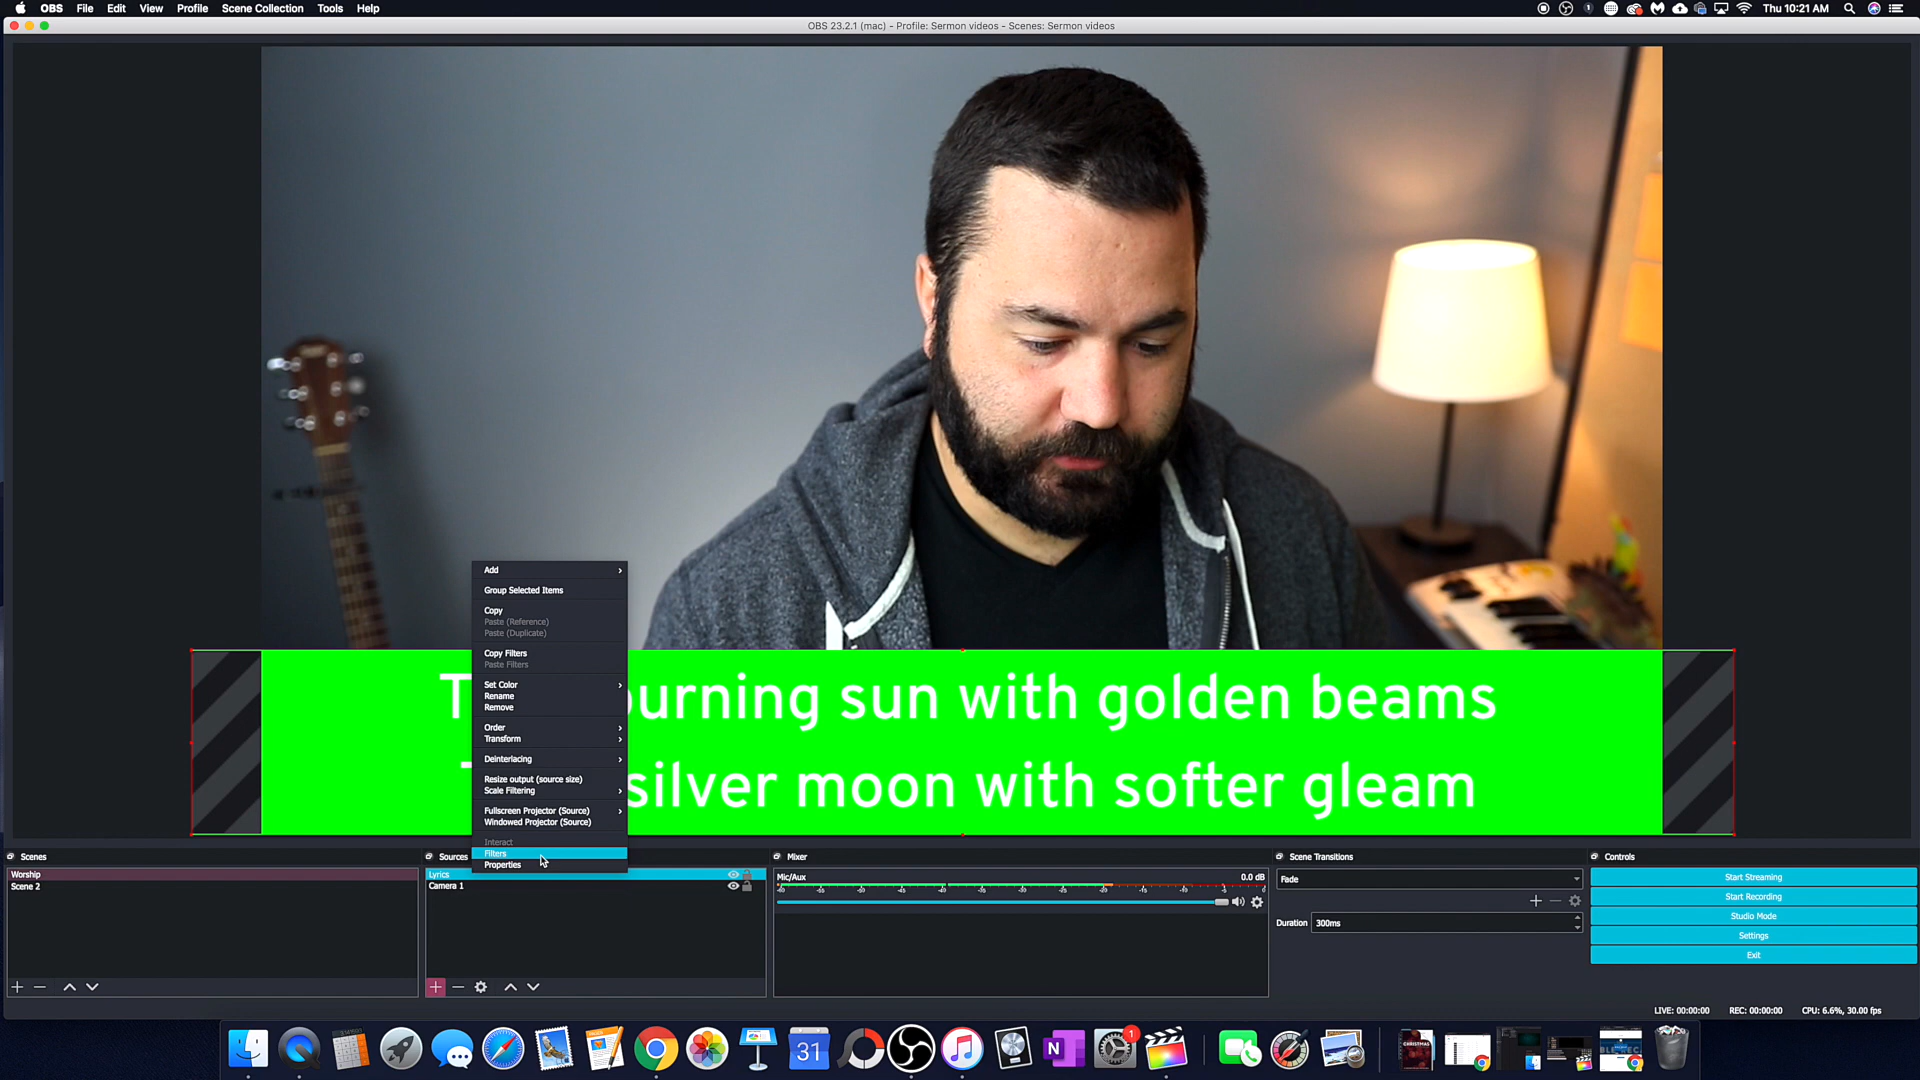 OBS File Edit View Profile Scene Collection Tools Help
Thu 10:21 AM
OBS 23.2.1 (mac) - Profile: Sermon videos - Scenes: Sermon videos
Add
Group Selected Items
Copy
Paste (Reference)
Paste (Duplicate)
Copy Filters
Paste Filters
Set Color
Rename
Remove
Order
Transform
Deinterlacing
Resize output (source size)
Scale Filtering
Fullscreen Projector (Source)
Windowed Projector (Source)
Interact
Filters
Properties
T urning sun with golden beams
silver moon with softer gleam
Scenes
Worship
Scene 2
Sources
Lyrics
Camera 1
Mixer
Mic/Aux 0.0 dB
Scene Transitions
Fade
Duration 300ms
Controls
Start Streaming
Start Recording
Studio Mode
Settings
Exit
LIVE: 00:00:00 REC: 00:00:00 CPU: 6.6%, 30.00 fps
31
N
1